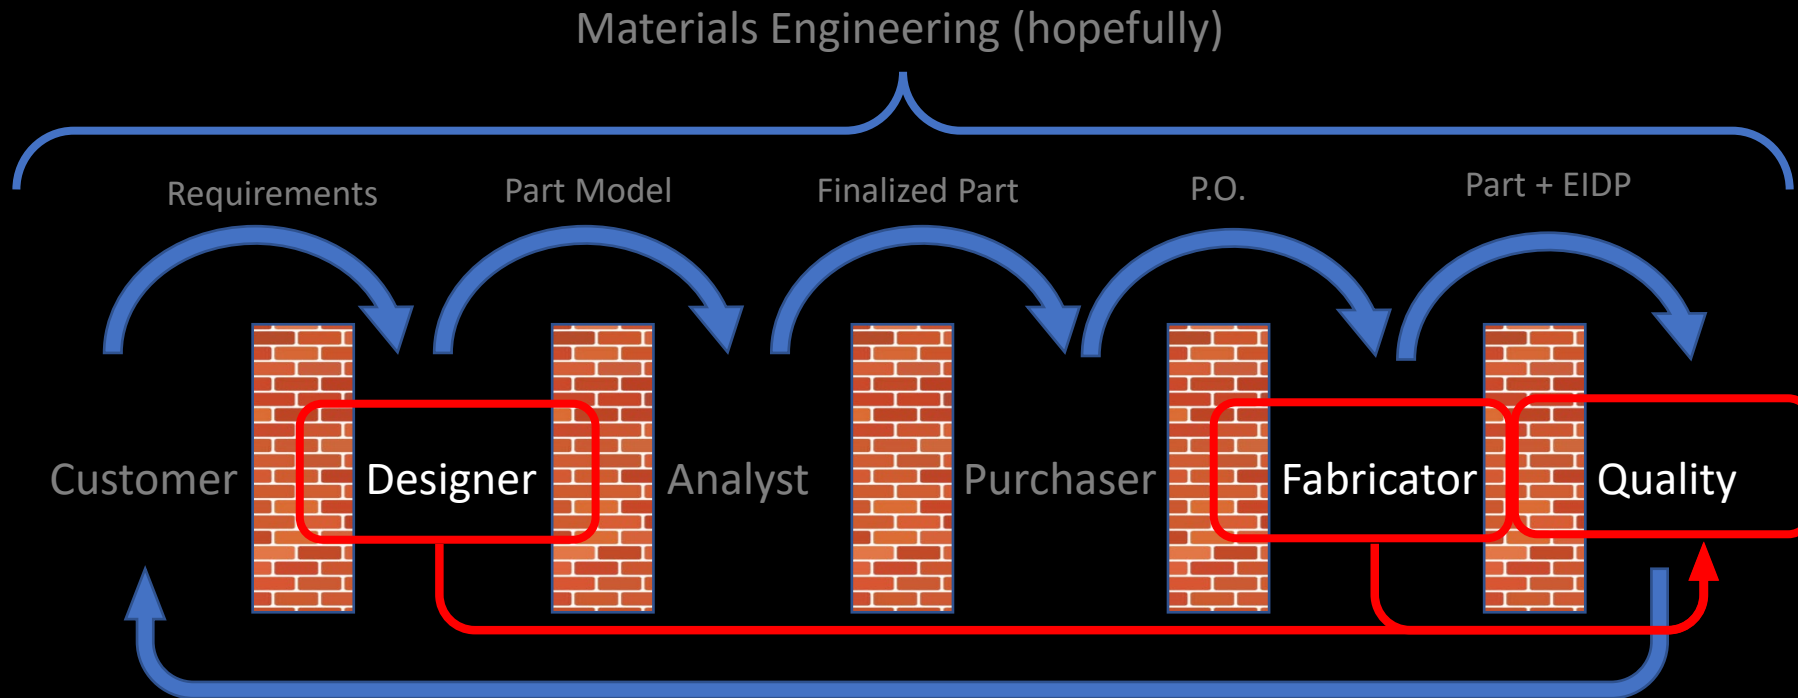 Materials Engineering (hopefully)
Requirements
Part Model
Finalized Part
P.O.
Part + EIDP
Customer
Designer
Analyst
Purchaser
Fabricator
Quality